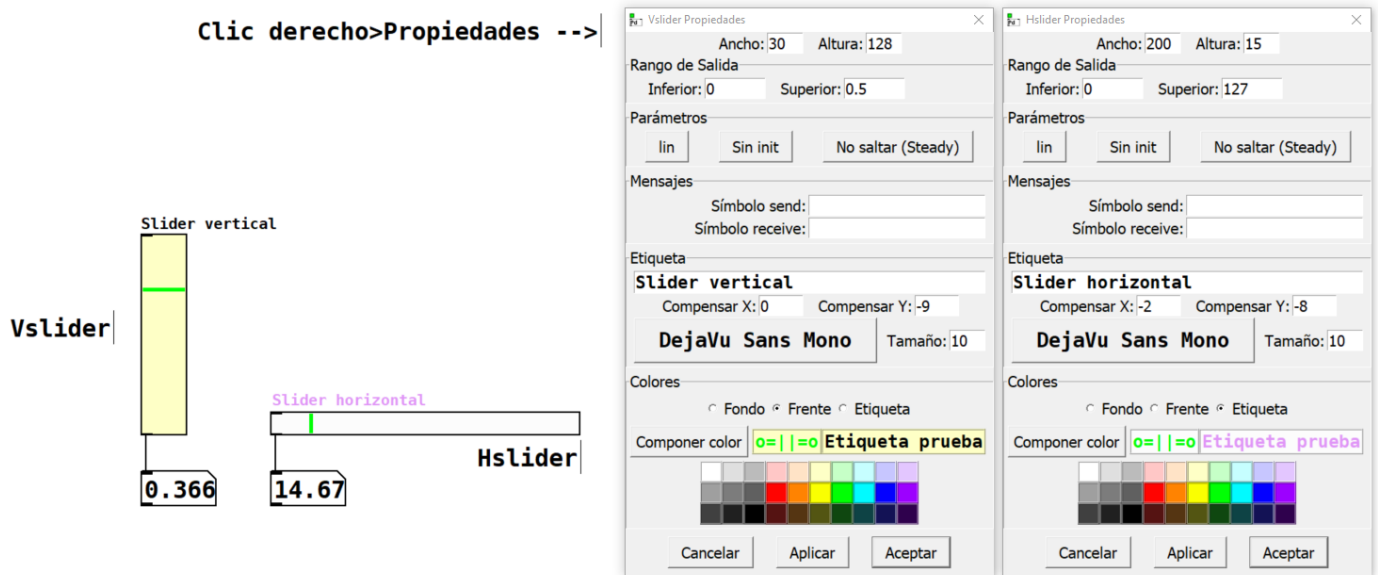 Clic derecho>Propiedades -->
Slider vertical
Vslider
Slider horizontal
Hslider
0.366
14.67
Vslider Propiedades
Ancho: 30 Altura: 128
Rango de Salida
Inferior: 0 Superior: 0.5
Parámetros
lin Sin init No saltar (Steady)
Mensajes
Símbolo send:
Símbolo receive:
Etiqueta
Slider vertical
Compensar X: 0 Compensar Y: -9
DejaVu Sans Mono Tamaño: 10
Colores
Fondo Frente Etiqueta
Componer color o=||=o Etiqueta prueba
Cancelar Aplicar Aceptar
Hslider Propiedades
Ancho: 200 Altura: 15
Rango de Salida
Inferior: 0 Superior: 127
Parámetros
lin Sin init No saltar (Steady)
Mensajes
Símbolo send:
Símbolo receive:
Etiqueta
Slider horizontal
Compensar X: -2 Compensar Y: -8
DejaVu Sans Mono Tamaño: 10
Colores
Fondo Frente Etiqueta
Componer color o=||=o Etiqueta prueba
Cancelar Aplicar Aceptar